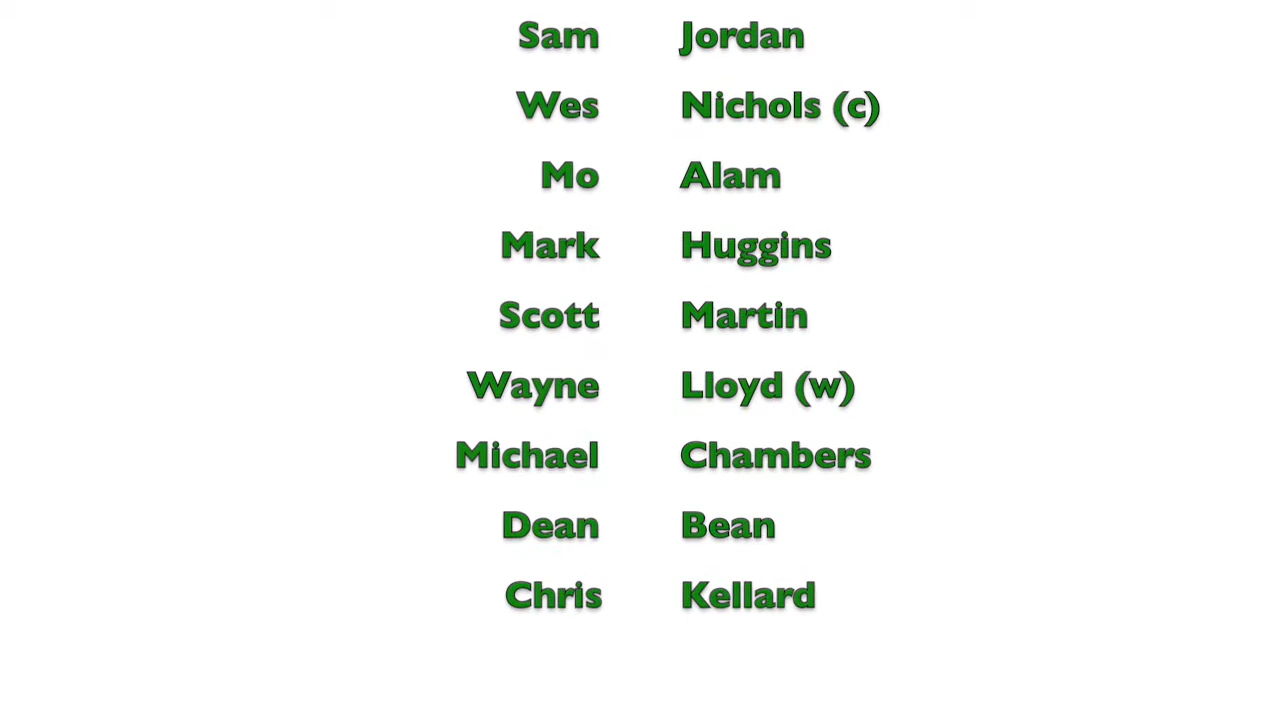 Sam Jordan
Wes Nichols (c)
Mo Alam
Mark Huggins
Scott Martin
Wayne Lloyd (w)
Michael Chambers
Dean Bean
Chris Kellard